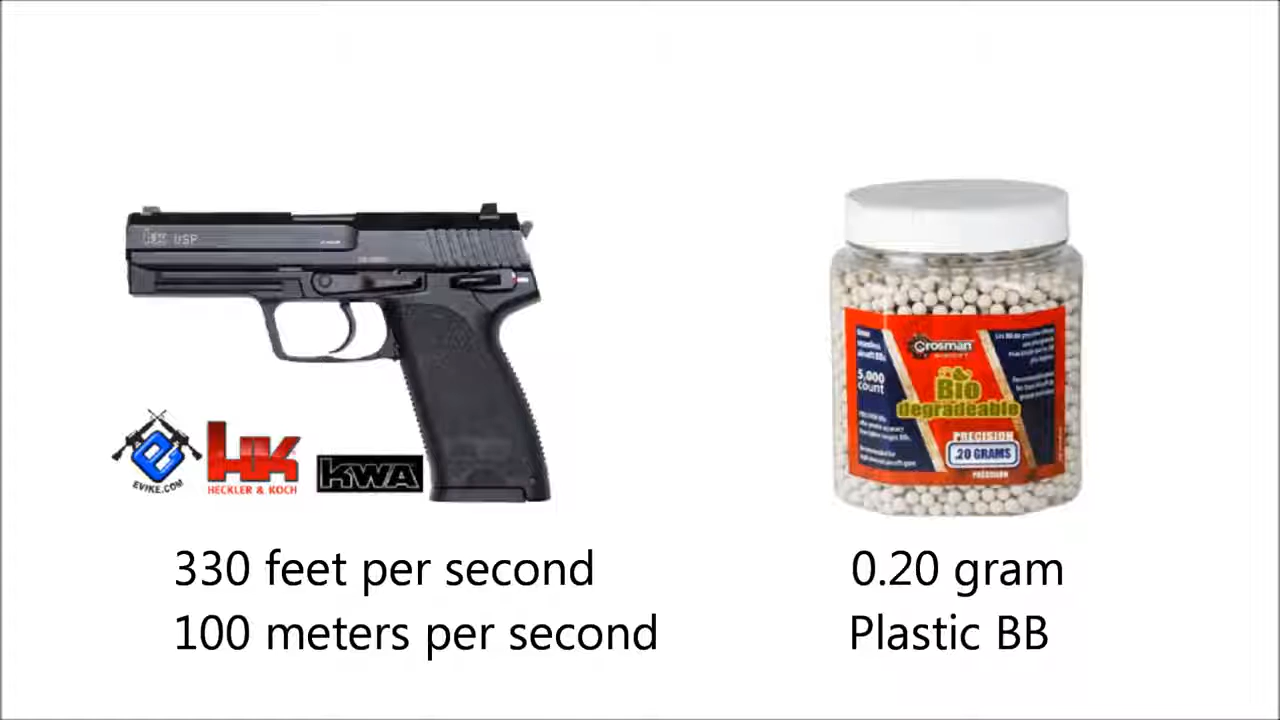 HK USP
EVIKE.COM
HK
HECKLER & KOCH
KWA
330 feet per second
100 meters per second
Crosman
5,000
count
Bio
degradeable
PRECISION
.20 GRAMS
PRECISION
0.20 gram
Plastic BB